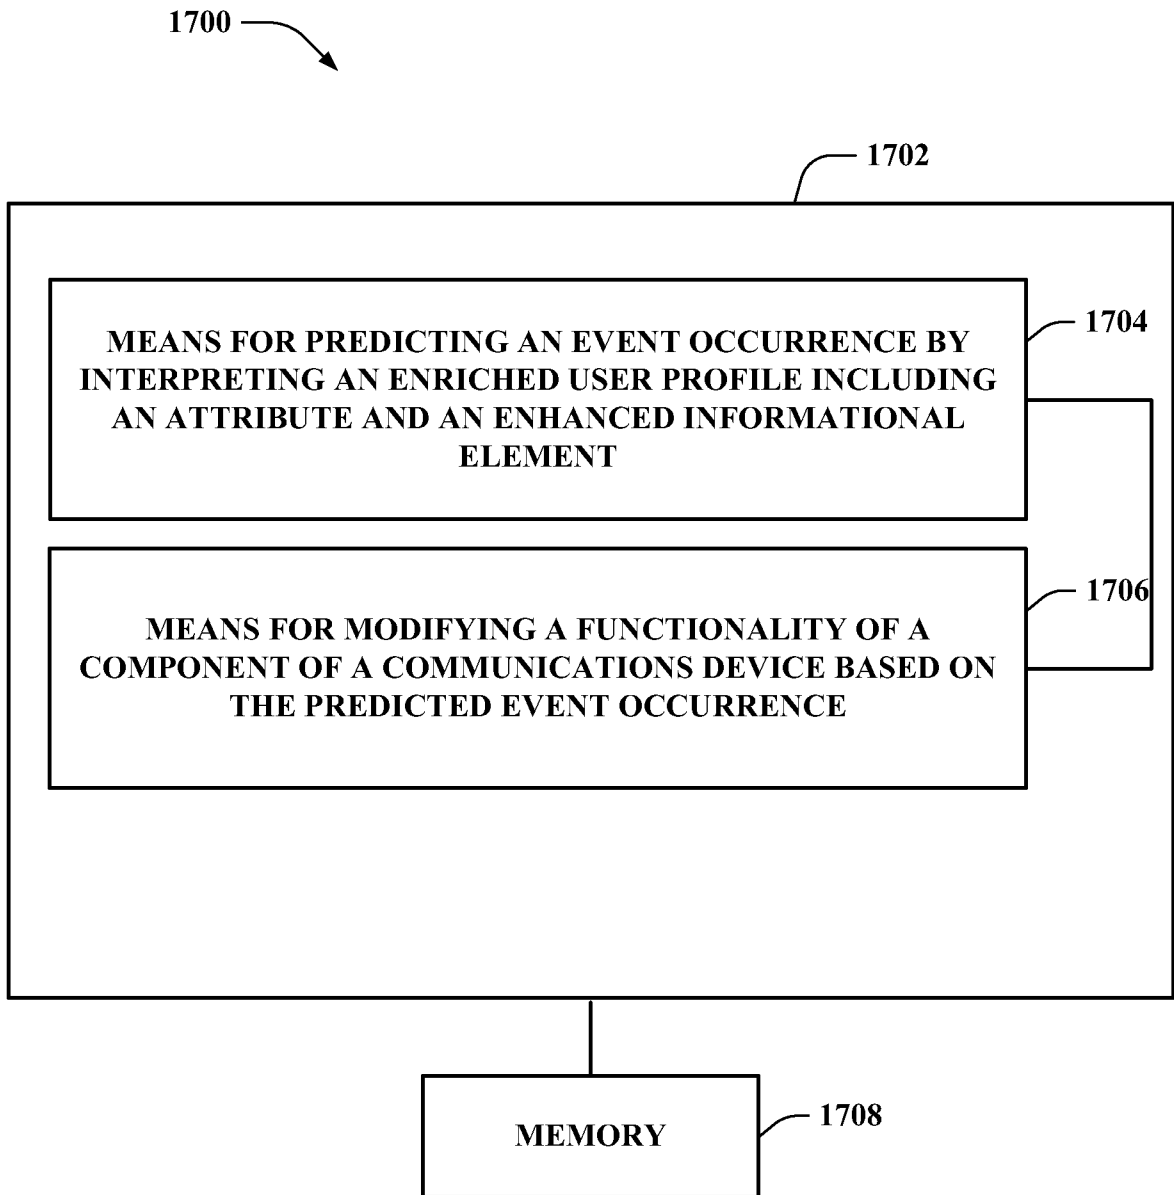 1700
1702
MEANS FOR PREDICTING AN EVENT OCCURRENCE BY
INTERPRETING AN ENRICHED USER PROFILE INCLUDING
AN ATTRIBUTE AND AN ENHANCED INFORMATIONAL
ELEMENT
1704
MEANS FOR MODIFYING A FUNCTIONALITY OF A
COMPONENT OF A COMMUNICATIONS DEVICE BASED ON
THE PREDICTED EVENT OCCURRENCE
1706
MEMORY
1708